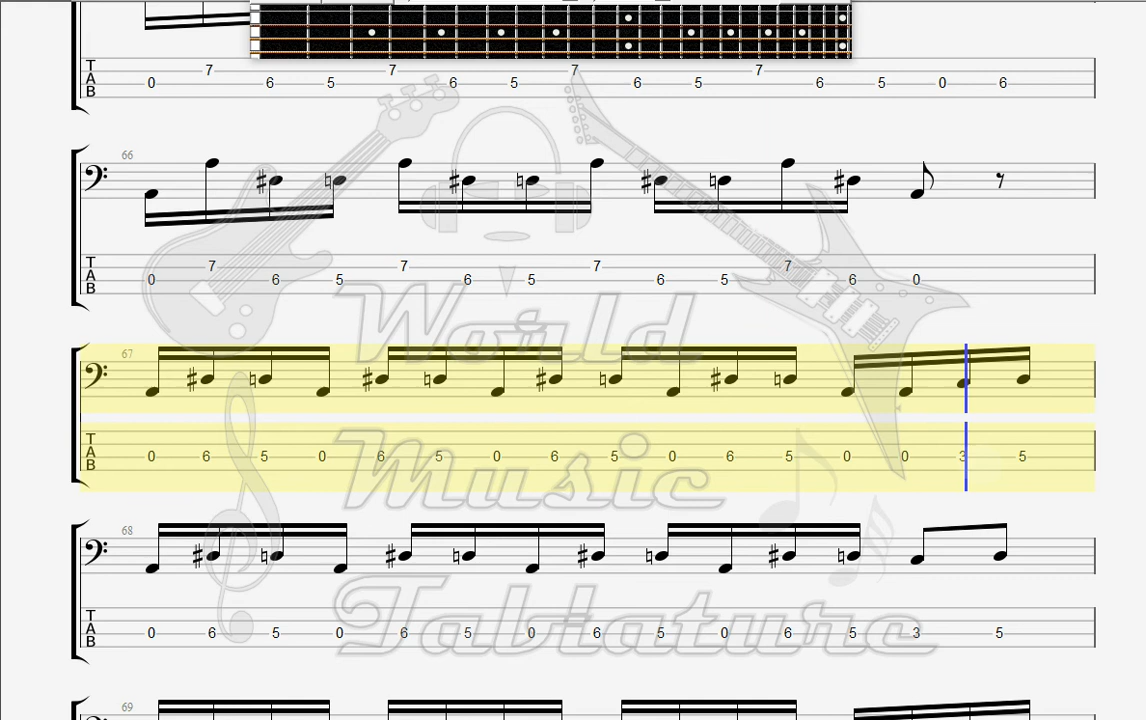 T
A
B
7 7 7 7
0 6 5 6 5 6 5 6 5 0 6
66
T
A
B
7 7 7 7
0 6 5 6 5 6 5 6 0
World
67
T
A
B
0 6 5 0 6 5 0 6 5 0 6 5 0 0 3 5
Music
68
T
A
B
0 6 5 0 6 5 0 6 5 0 6 5 3 5
Tablature
69